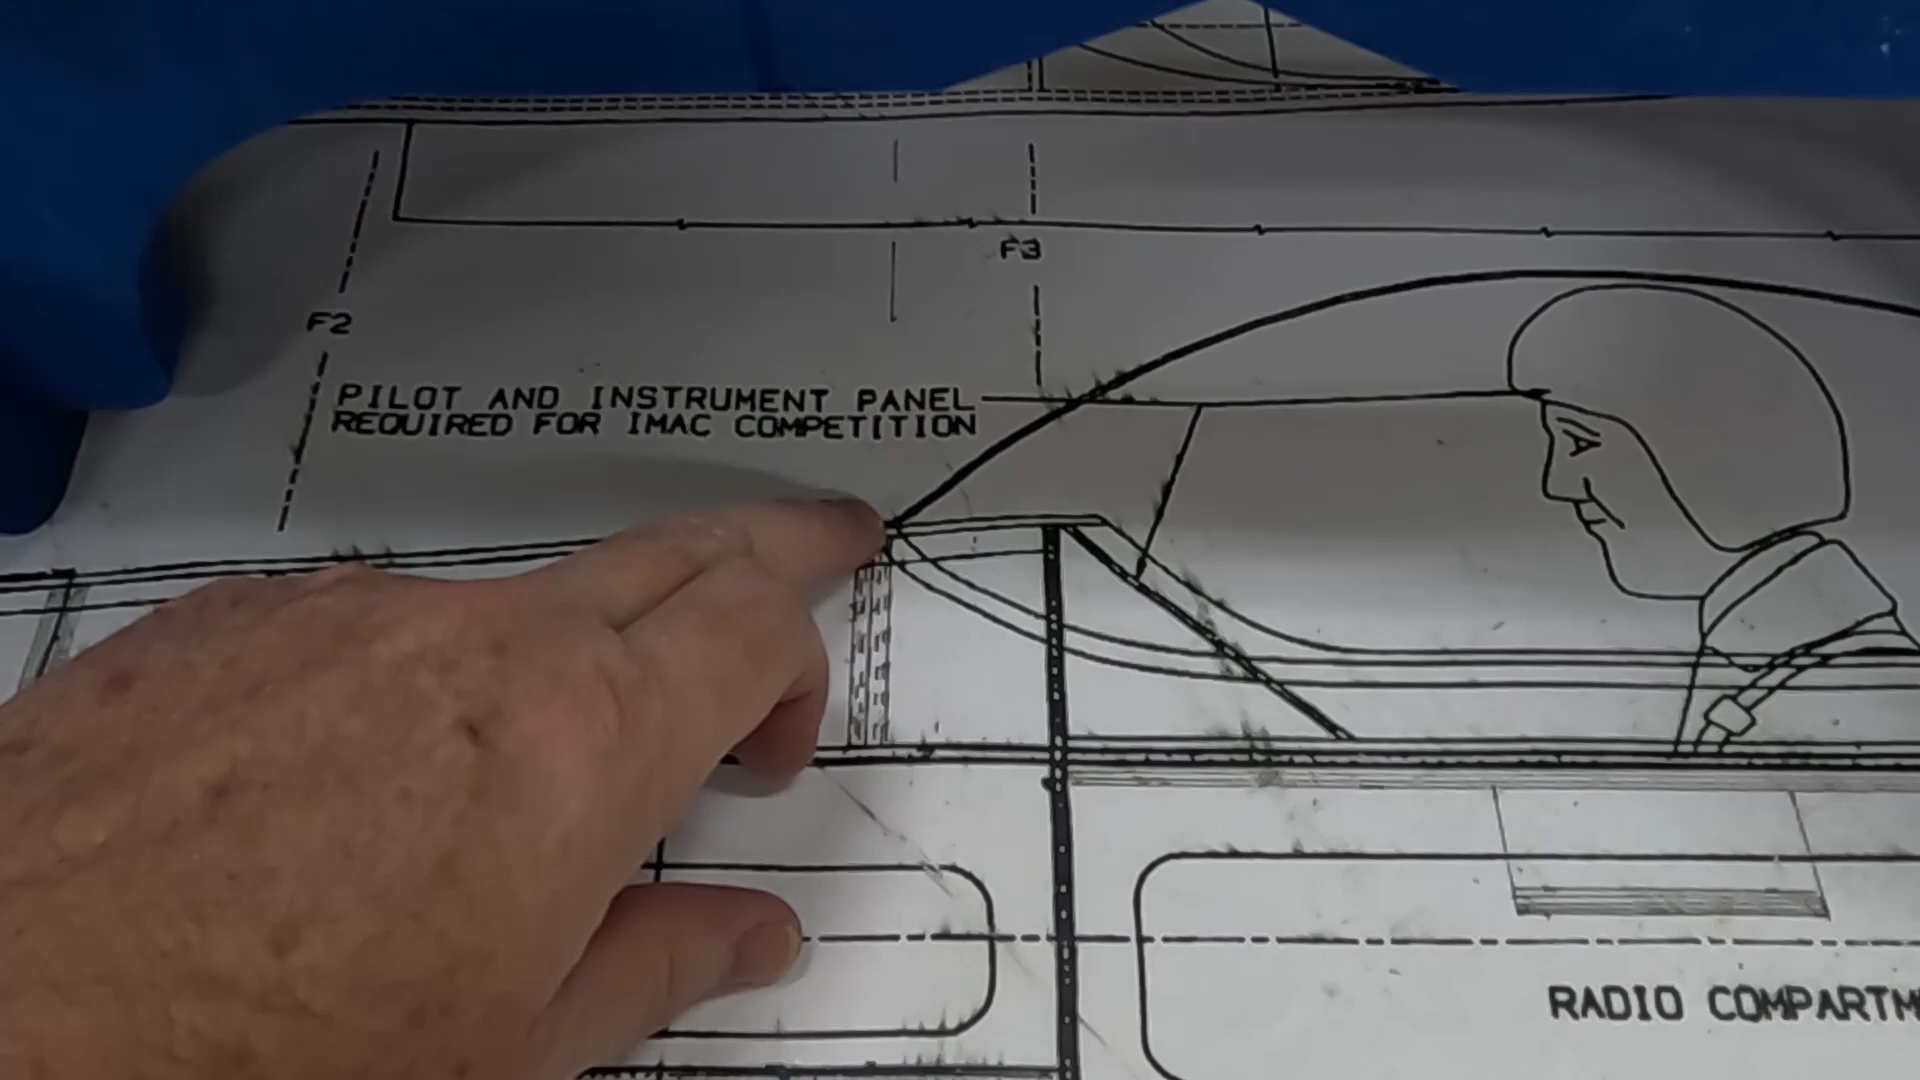 F3
F2
PILOT AND INSTRUMENT PANEL
REQUIRED FOR IMAC COMPETITION
RADIO COMPARTM